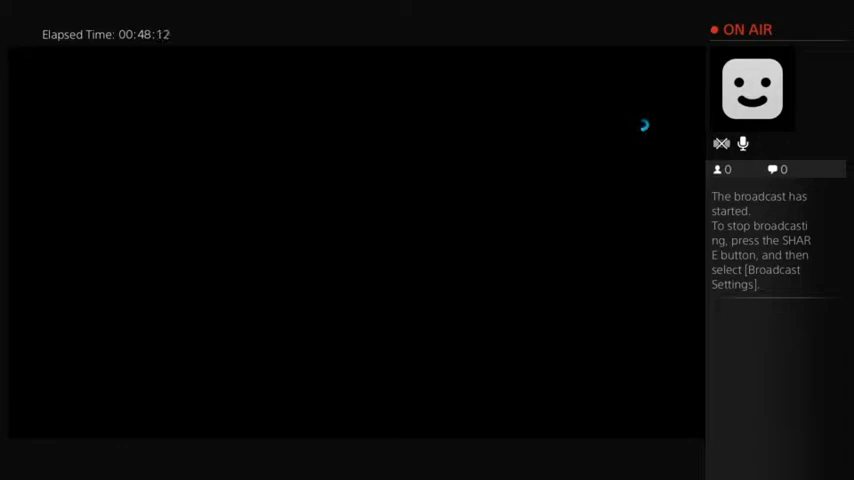 Elapsed Time: 00:48:12
ON AIR
0
0
The broadcast has
started.
To stop broadcasti
ng, press the SHAR
E button, and then
select [Broadcast
Settings].